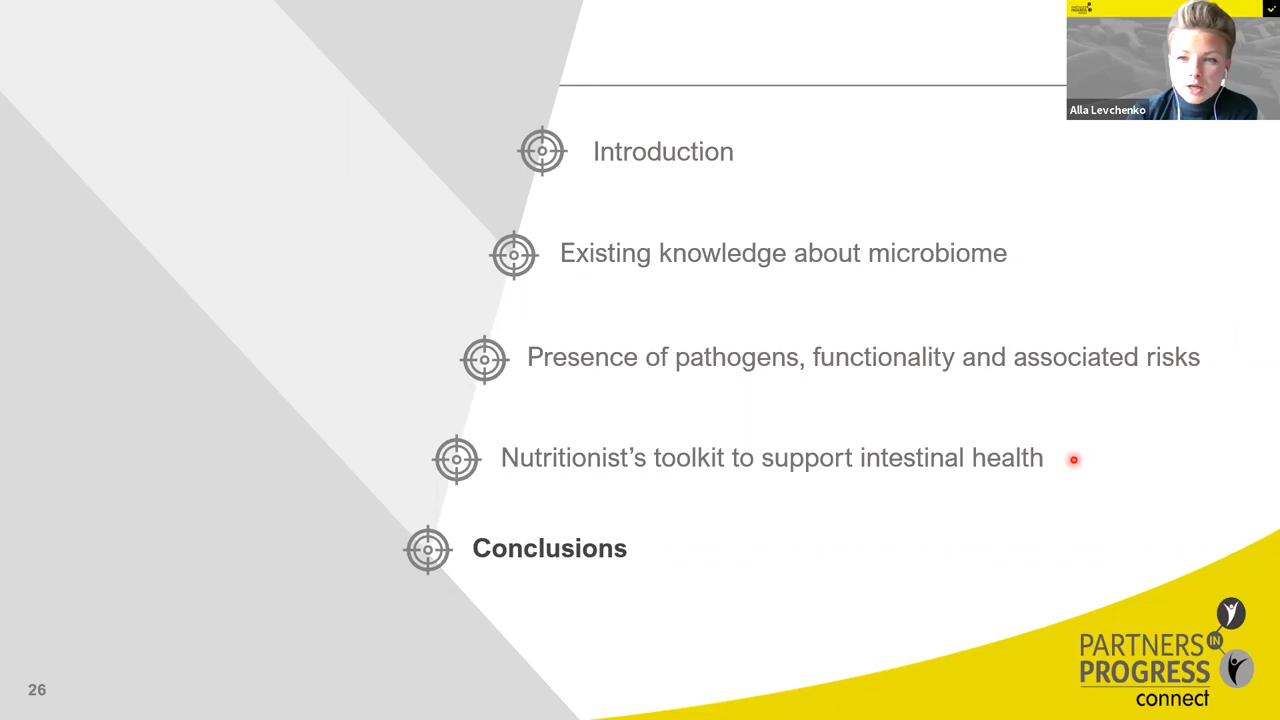 Alla Levchenko
Introduction
Existing knowledge about microbiome
Presence of pathogens, functionality and associated risks
Nutritionist’s toolkit to support intestinal health
Conclusions
PARTNERS
IN
PROGRESS
connect
26